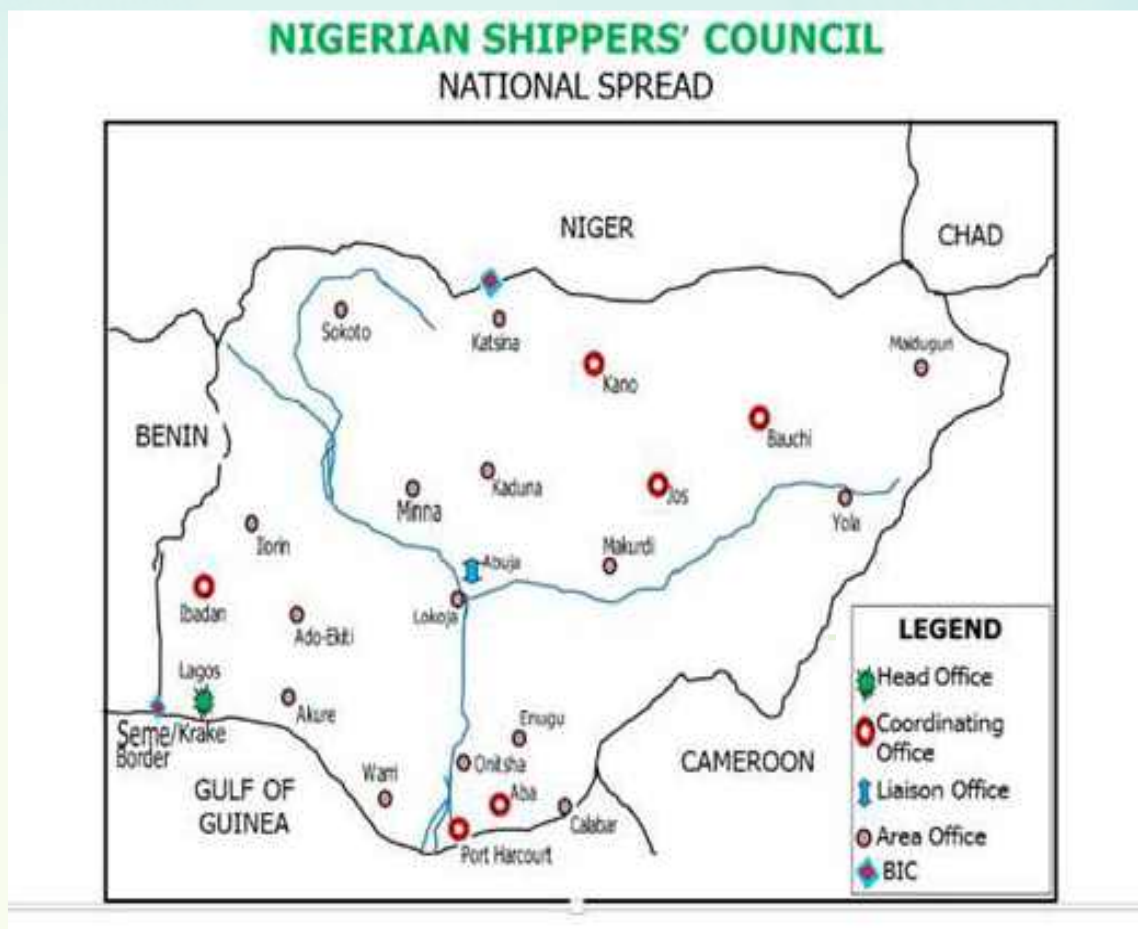 NIGERIAN SHIPPERS' COUNCIL
NATIONAL SPREAD
NIGER
CHAD
Sokoto
Katsina
Kano
Maidugun
BENIN
Bauchi
Kaduna
Minna
Jos
Yola
Ilorin
Makurdi
Abuja
Ibadan
Lokoja
Ado-Ekiti
Lagos
Akure
Seme/Krake
Border
Enugu
Onitsha
CAMEROON
GULF OF
GUINEA
Warri
Aba
Calabar
Port Harcourt
LEGEND
Head Office
Coordinating
Office
Liaison Office
Area Office
BIC